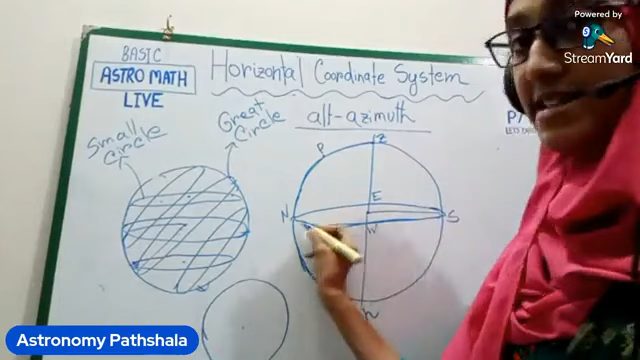 Powered by
StreamYard
BASIC
ASTRO MATH
LIVE
Horizontal Coordinate System
alt-azimuth
Small Circle
Great Circle
P
Z
E
N
S
W
n
Astronomy Pathshala